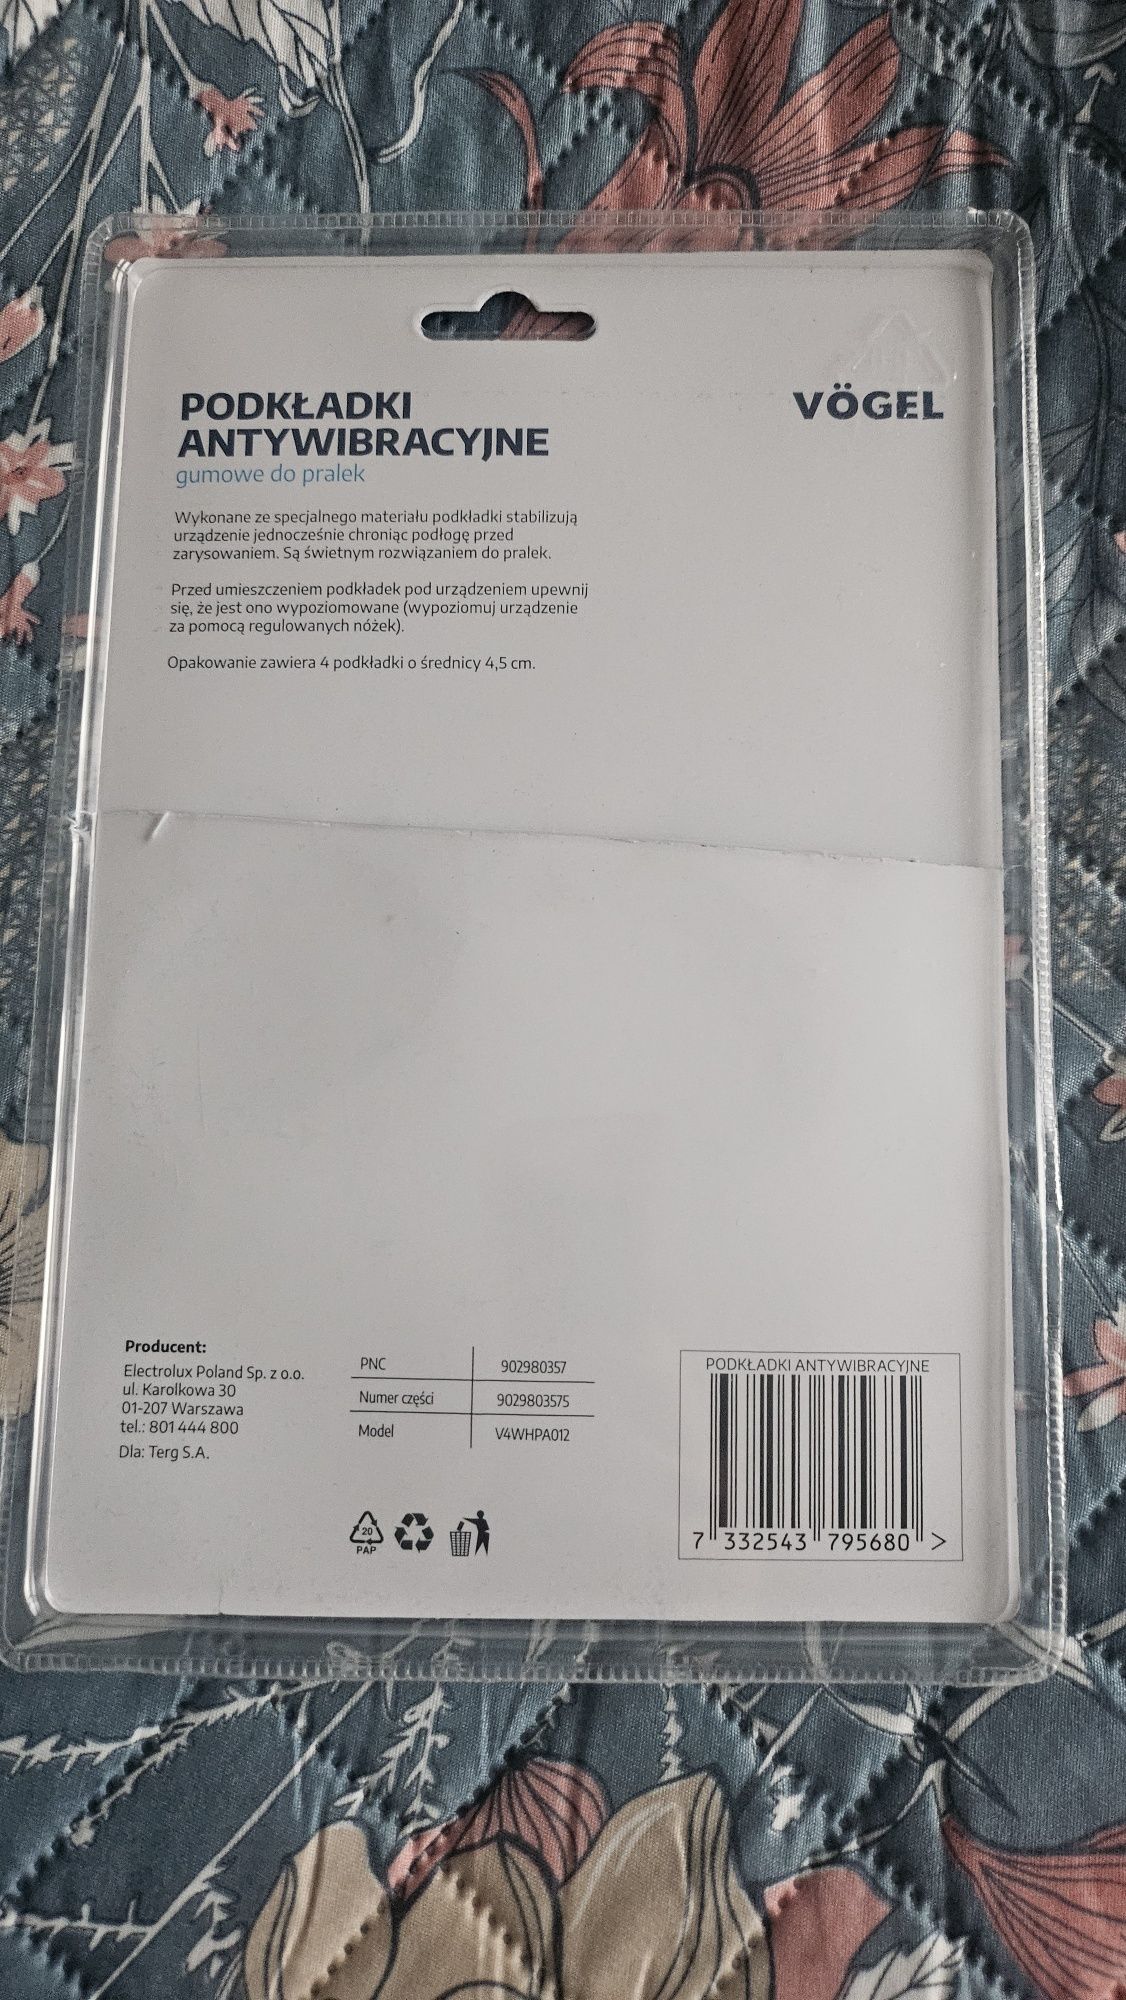 PODKŁADKI
ANTYWIBRACYJNE
gumowe do pralek
VÖGEL
Wykonane ze specjalnego materiału podkładki stabilizują
urządzenie jednocześnie chroniąc podłogę przed
zarysowaniem. Są świetnym rozwiązaniem do pralek.
Przed umieszczeniem podkładek pod urządzeniem upewnij
się, że jest ono wypoziomowane (wypoziomuj urządzenie
za pomocą regulowanych nóżek).
Opakowanie zawiera 4 podkładki o średnicy 4,5 cm.
Producent:
Electrolux Poland Sp. z o.o.
ul. Karolkowa 30
01-207 Warszawa
tel.: 801 444 800
Dla: Terg S.A.
PNC 902980357
Numer części 9029803575
Model V4WHPA012
20
PAP
PODKŁADKI ANTYWIBRACYJNE
7 332543 795680 >